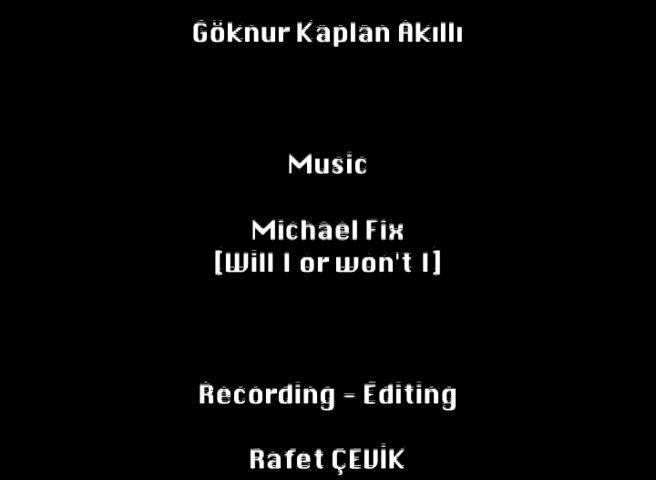 Göknur Kaplan Akıllı
Music
Michael Fix
[Will I or won't I]
Recording - Editing
Rafet ÇEVİK